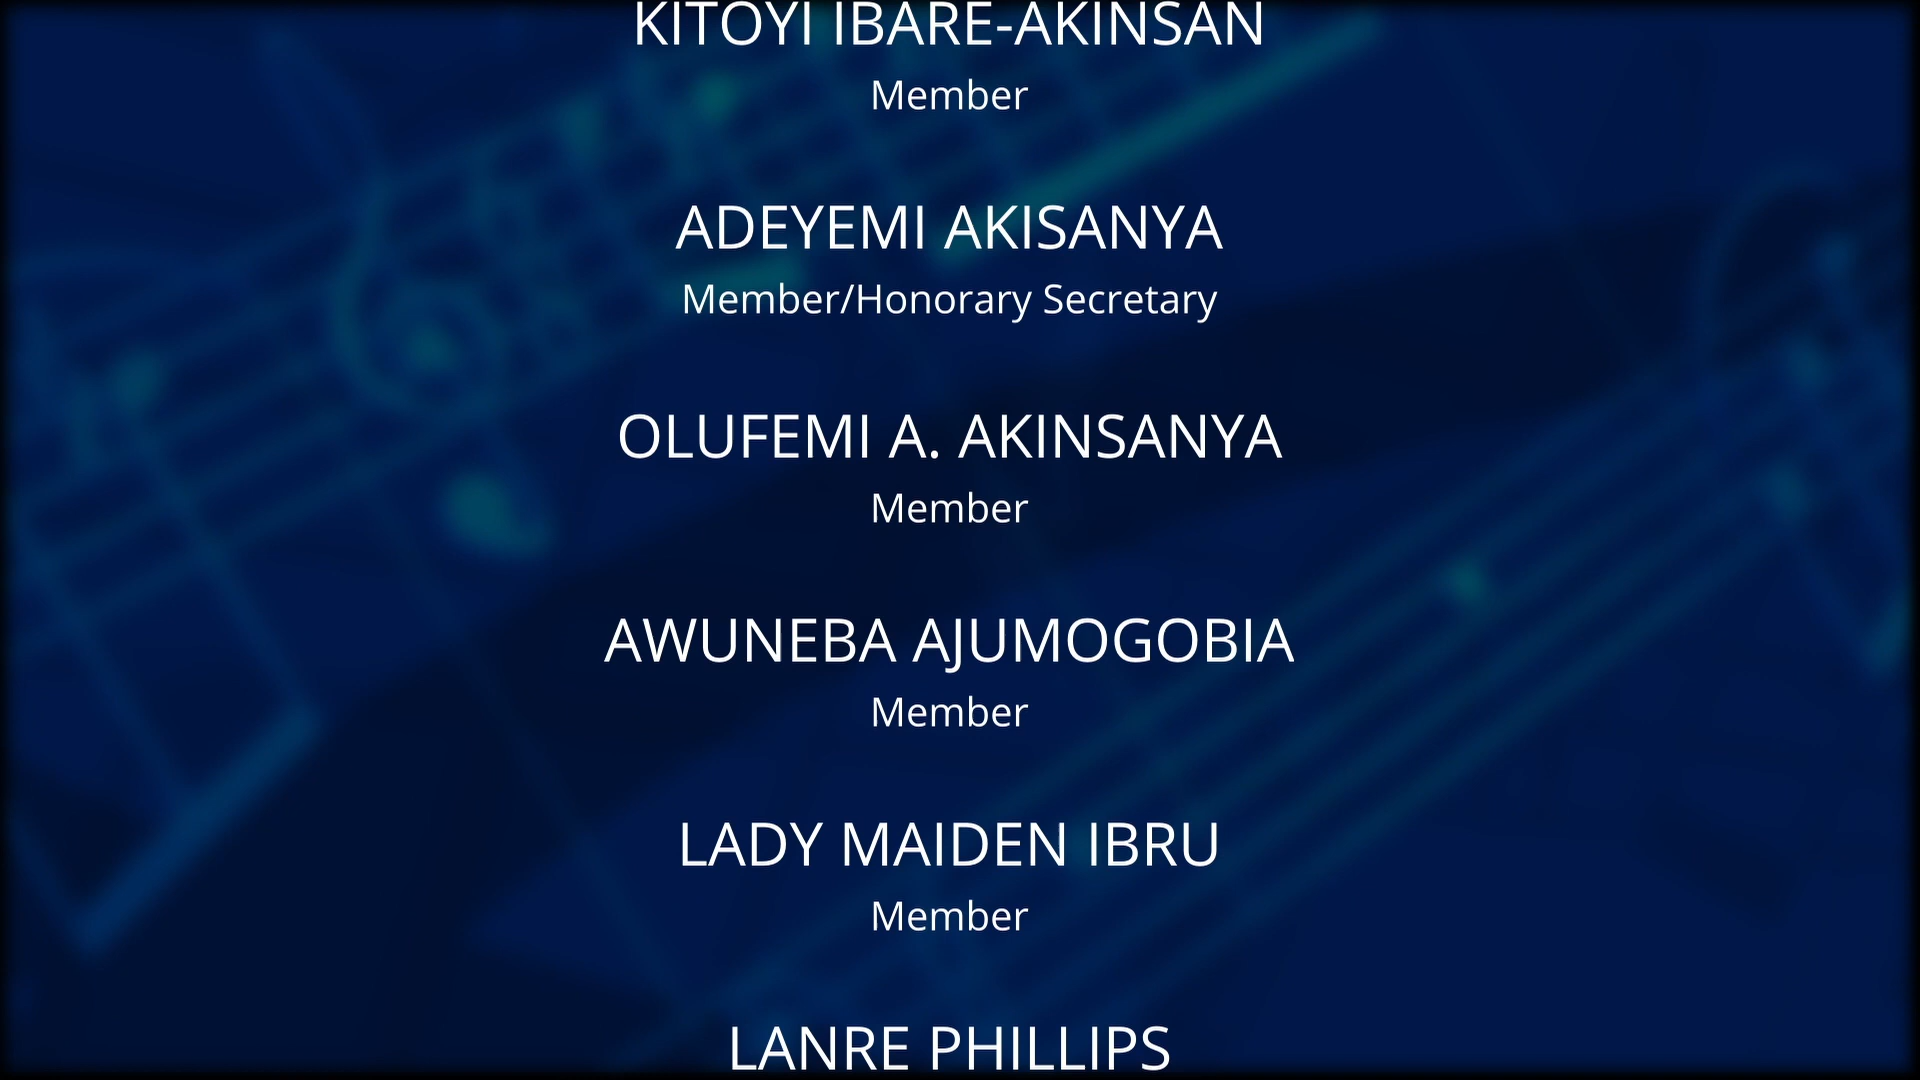 KITOYI IBARE-AKINSAN
Member
ADEYEMI AKISANYA
Member/Honorary Secretary
OLUFEMI A. AKINSANYA
Member
AWUNEBA AJUMOGOBIA
Member
LADY MAIDEN IBRU
Member
LANRE PHILLIPS